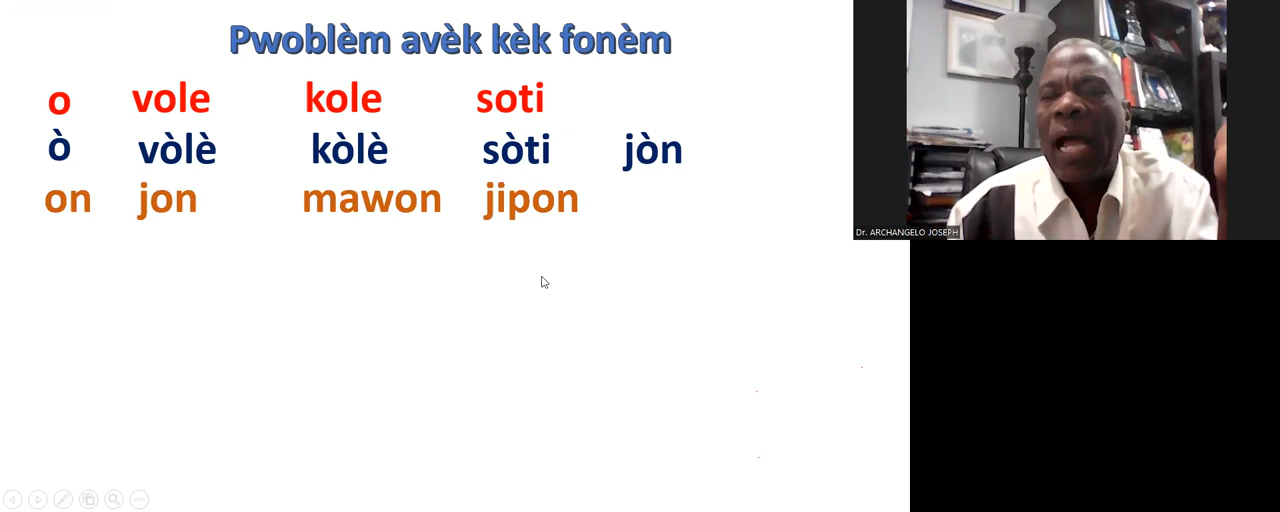 Pwoblèm avèk kèk fonèm
o vole kole soti
ò vòlè kòlè sòti jòn
on jon mawon jipon
Dr. ARCHANGELO JOSEPH